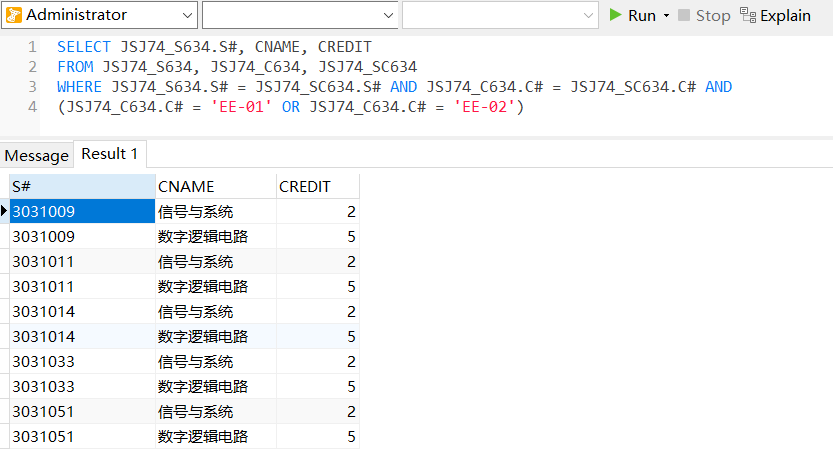 Administrator Run Stop Explain
1 SELECT JSJ74_S634.S#, CNAME, CREDIT
2 FROM JSJ74_S634, JSJ74_C634, JSJ74_SC634
3 WHERE JSJ74_S634.S# = JSJ74_SC634.S# AND JSJ74_C634.C# = JSJ74_SC634.C# AND
4 (JSJ74_C634.C# = 'EE-01' OR JSJ74_C634.C# = 'EE-02')
Message Result 1
S# CNAME CREDIT
3031009 信号与系统 2
3031009 数字逻辑电路 5
3031011 信号与系统 2
3031011 数字逻辑电路 5
3031014 信号与系统 2
3031014 数字逻辑电路 5
3031033 信号与系统 2
3031033 数字逻辑电路 5
3031051 信号与系统 2
3031051 数字逻辑电路 5